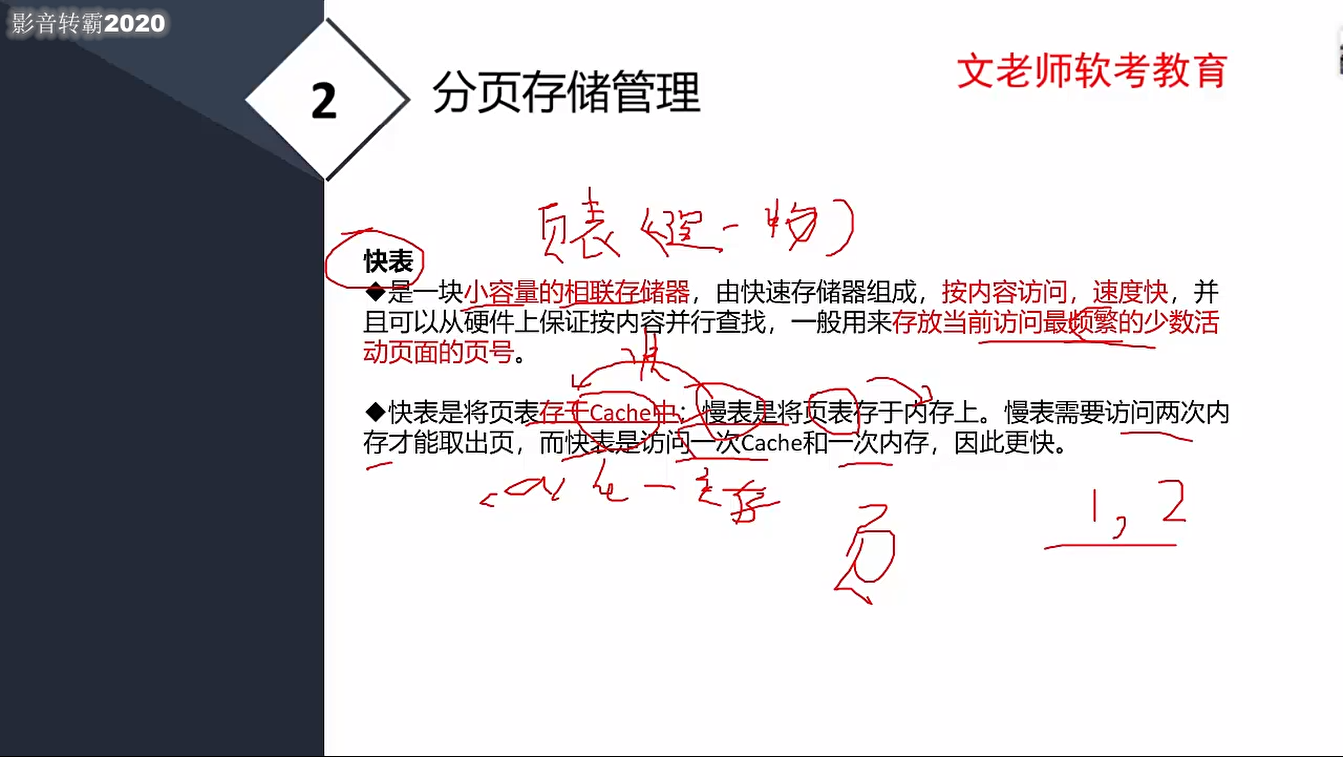 影音转霸2020
2
分页存储管理
文老师软考教育
页表(逻-物)
快表
◆是一块小容量的相联存储器，由快速存储器组成，按内容访问，速度快，并
且可以从硬件上保证按内容并行查找，一般用来存放当前访问最频繁的少数活
动页面的页号。
◆快表是将页表存于Cache中；慢表是将页表存于内存上。慢表需要访问两次内
存才能取出页，而快表是访问一次Cache和一次内存，因此更快。
页
1, 2